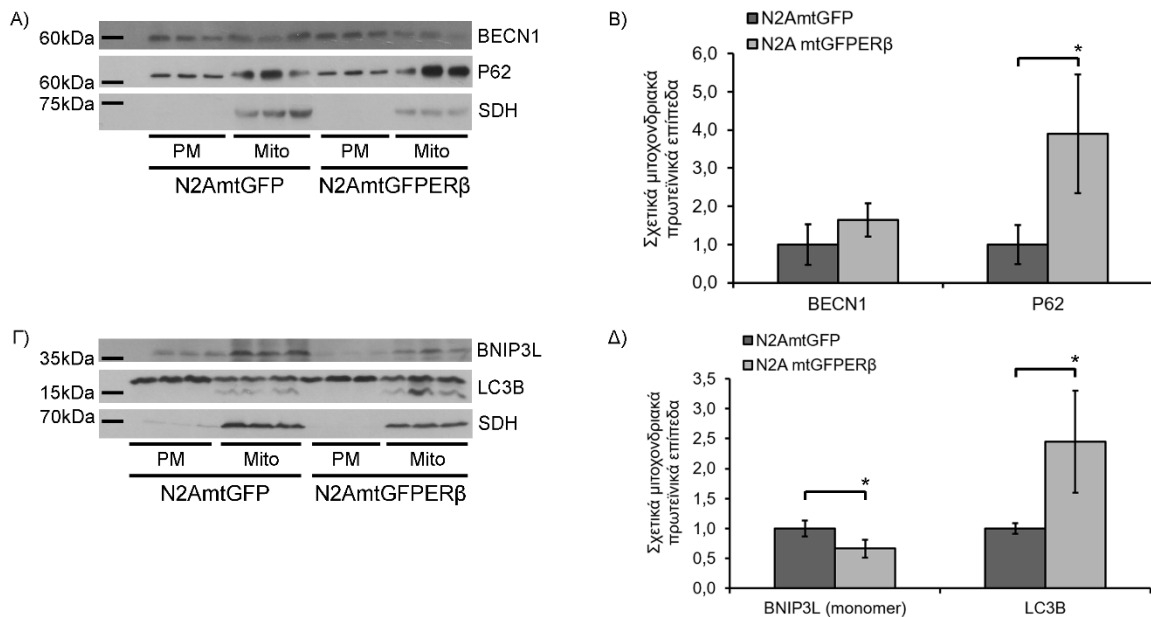 Α)
60kDa
BECN1
60kDa
P62
75kDa
SDH
PM Mito PM Mito
N2AmtGFP N2AmtGFPERβ
Β)
N2AmtGFP
N2A mtGFPERβ
Σχετικά μιτοχονδριακά
πρωτεϊνικά επίπεδα
6,0
5,0
4,0
3,0
2,0
1,0
0,0
*
BECN1 P62
Γ)
35kDa
BNIP3L
15kDa
LC3B
70kDa
SDH
PM Mito PM Mito
N2AmtGFP N2AmtGFPERβ
Δ)
N2AmtGFP
N2A mtGFPERβ
Σχετικά μιτοχονδριακά
πρωτεϊνικά επίπεδα
3,5
3,0
2,5
2,0
1,5
1,0
0,5
0,0
*
*
BNIP3L (monomer) LC3B